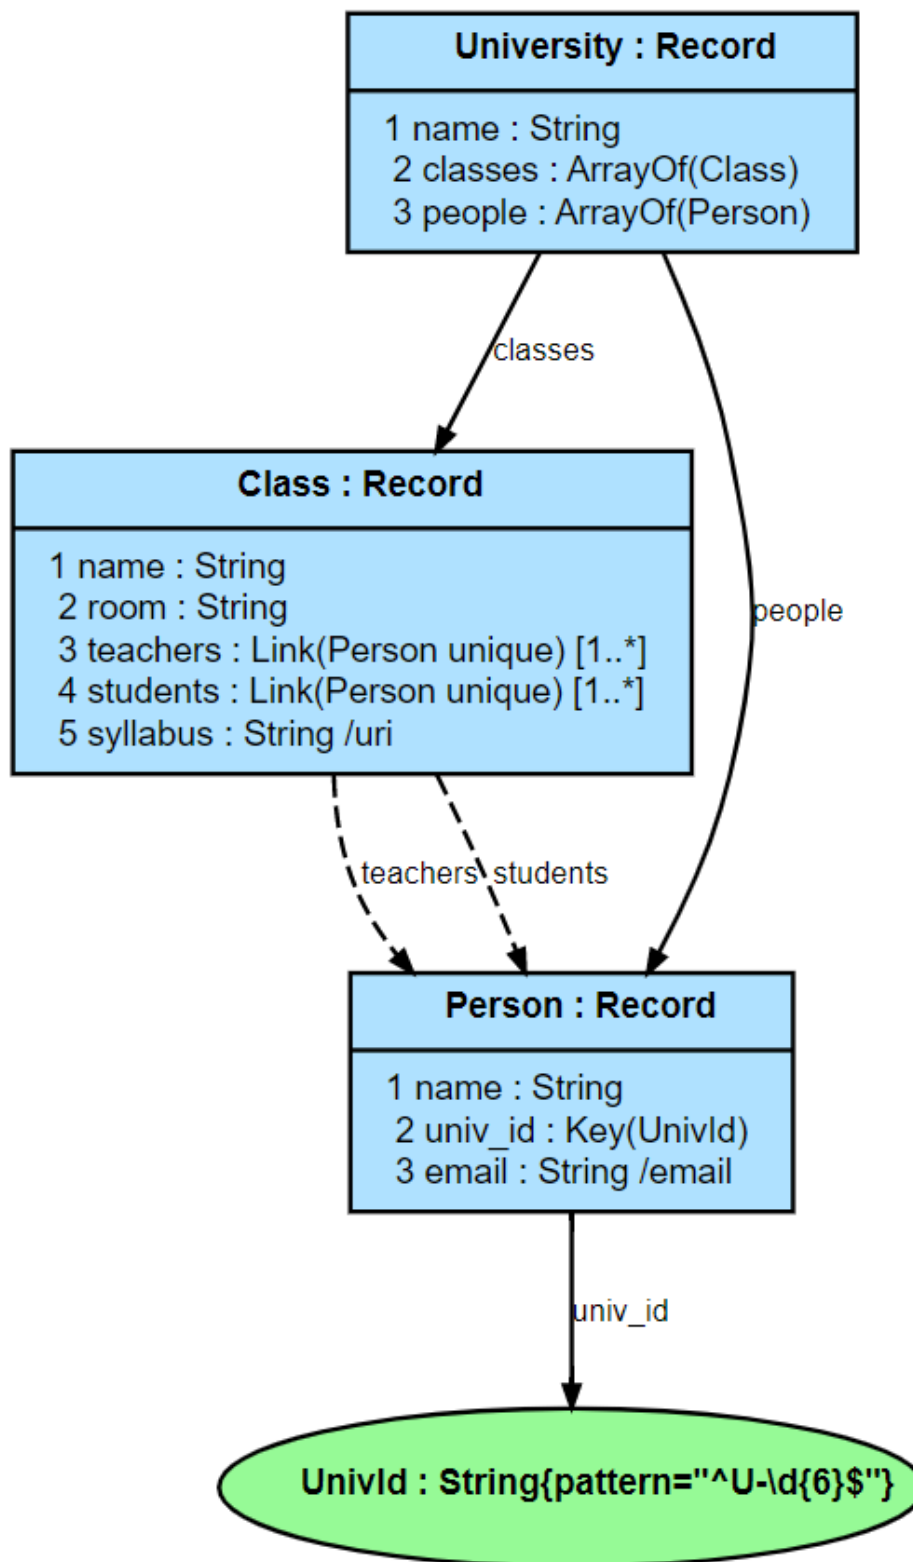 University : Record
1 name : String
2 classes : ArrayOf(Class)
3 people : ArrayOf(Person)
classes
Class : Record
1 name : String
2 room : String
3 teachers : Link(Person unique) [1..*]
4 students : Link(Person unique) [1..*]
5 syllabus : String /uri
people
teachers
students
Person : Record
1 name : String
2 univ_id : Key(UnivId)
3 email : String /email
univ_id
UnivId : String{pattern="^U-\d{6}$"}